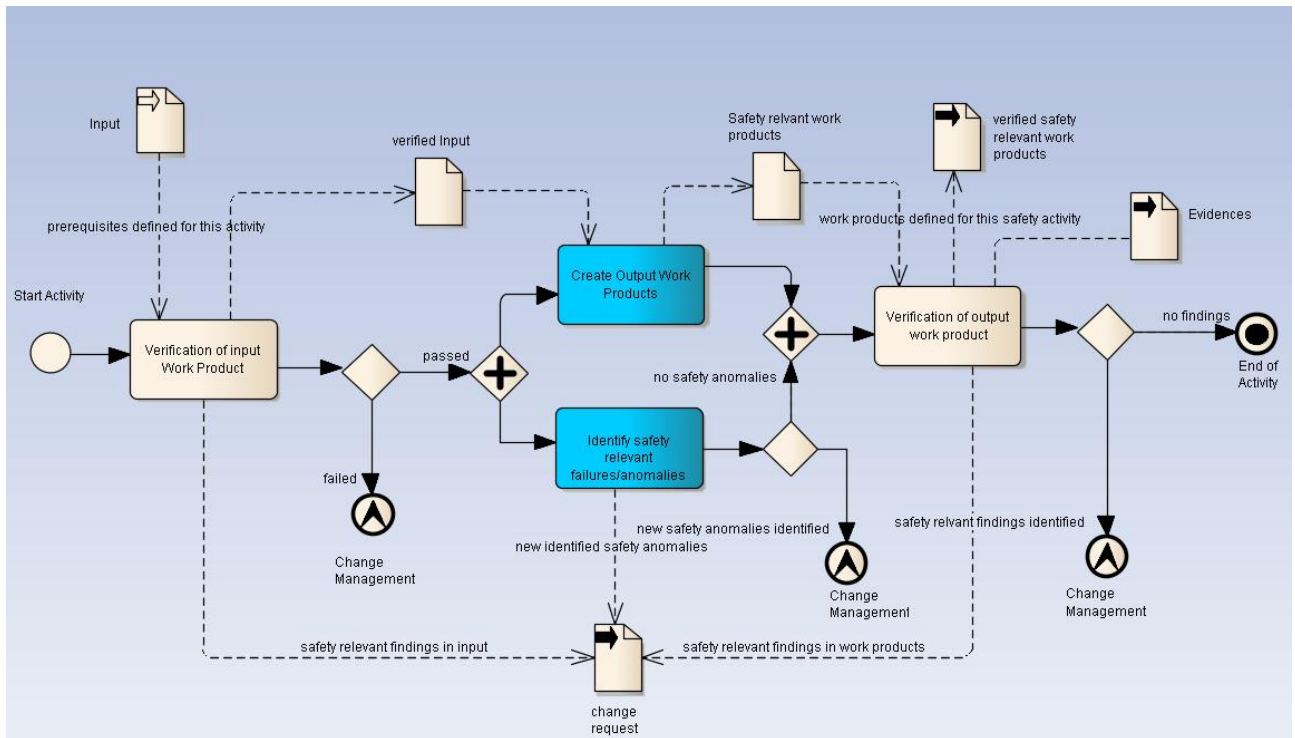 Input
verified Input
Safety relvant work
products
verified safety
relevant work
products
Evidences
prerequisites defined for this activity
work products defined for this safety activity
Start Activity
Verification of input
Work Product
passed
failed
Change
Management
Create Output Work
Products
Identify safety
relevant
failures/anomalies
no safety anomalies
new safety anomalies identified
new identified safety anomalies
Change
Management
Verification of output
work product
no findings
End of
Activity
safety relvant findings identified
Change
Management
safety relevant findings in input
safety relevant findings in work products
change
request